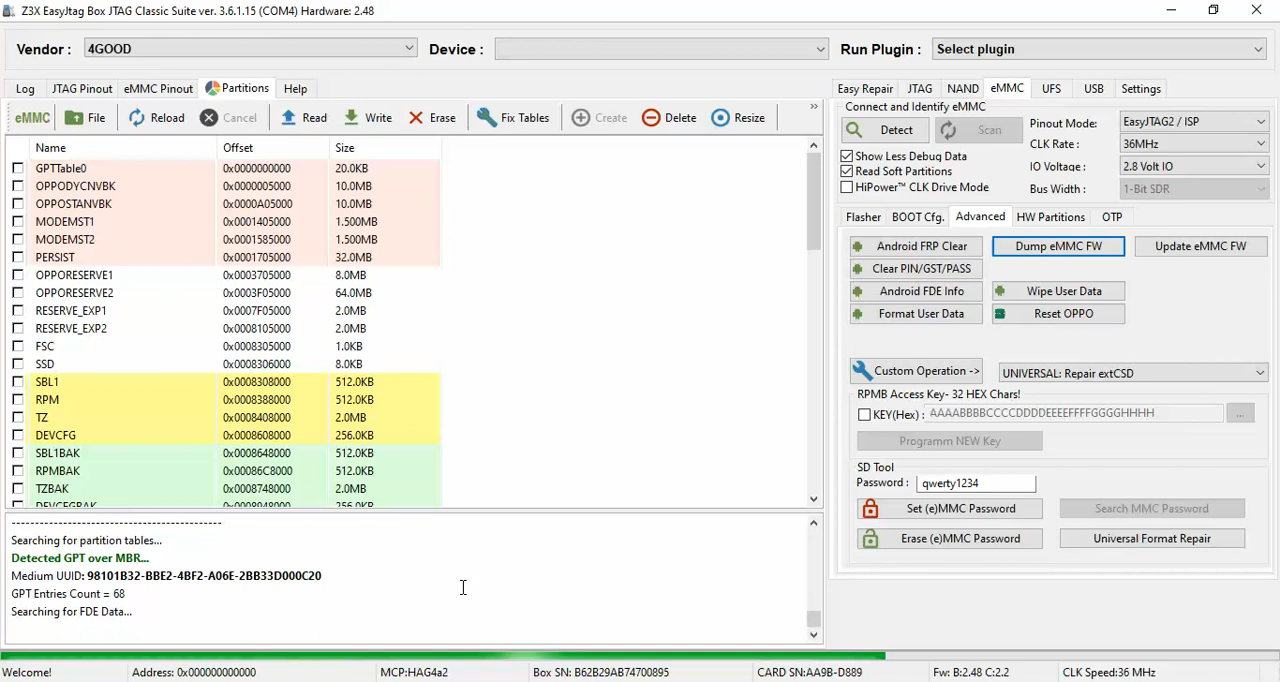 Z3X EasyJtag Box JTAG Classic Suite ver. 3.6.1.15 (COM4) Hardware: 2.48
Vendor : 4GOOD Device : Run Plugin : Select plugin
Log JTAG Pinout eMMC Pinout Partitions Help
Easy Repair JTAG NAND eMMC UFS USB Settings
eMMC File Reload Cancel Read Write Erase Fix Tables Create Delete Resize »
Name Offset Size
GPTTable0 0x0000000000 20.0KB
OPPODYCNVBK 0x0000005000 10.0MB
OPPOSTANVBK 0x0000A05000 10.0MB
MODEMST1 0x0001405000 1.500MB
MODEMST2 0x0001585000 1.500MB
PERSIST 0x0001705000 32.0MB
OPPORESERVE1 0x0003705000 8.0MB
OPPORESERVE2 0x0003F05000 64.0MB
RESERVE_EXP1 0x0007F05000 2.0MB
RESERVE_EXP2 0x0008105000 2.0MB
FSC 0x0008305000 1.0KB
SSD 0x0008306000 8.0KB
SBL1 0x0008308000 512.0KB
RPM 0x0008388000 512.0KB
TZ 0x0008408000 2.0MB
DEVCFG 0x0008608000 256.0KB
SBL1BAK 0x0008648000 512.0KB
RPMBAK 0x00086C8000 512.0KB
TZBAK 0x0008748000 2.0MB
DEVCFGBAK 0x0008948000 256.0KB
---------------------------------------------
Searching for partition tables...
Detected GPT over MBR...
Medium UUID: 98101B32-BBE2-4BF2-A06E-2BB33D000C20
GPT Entries Count = 68
Searching for FDE Data...
Connect and Identify eMMC
Detect Scan
Show Less Debug Data
Read Soft Partitions
HiPower™ CLK Drive Mode
Pinout Mode: EasyJTAG2 / ISP
CLK Rate : 36MHz
IO Voltage : 2.8 Volt IO
Bus Width : 1-Bit SDR
Flasher BOOT Cfg. Advanced HW Partitions OTP
Android FRP Clear Dump eMMC FW Update eMMC FW
Clear PIN/GST/PASS
Android FDE Info Wipe User Data
Format User Data Reset OPPO
Custom Operation -> UNIVERSAL: Repair extCSD
RPMB Access Key- 32 HEX Chars!
KEY(Hex) : AAAABBBBCCCCDDDDEEEEFFFFGGGGHHHH ...
Programm NEW Key
SD Tool
Password : qwerty1234
Set (e)MMC Password Search MMC Password
Erase (e)MMC Password Universal Format Repair
Welcome! Address: 0x000000000000 MCP:HAG4a2 Box SN: B62B29AB74700895 CARD SN:AA9B-D889 Fw: B:2.48 C:2.2 CLK Speed:36 MHz